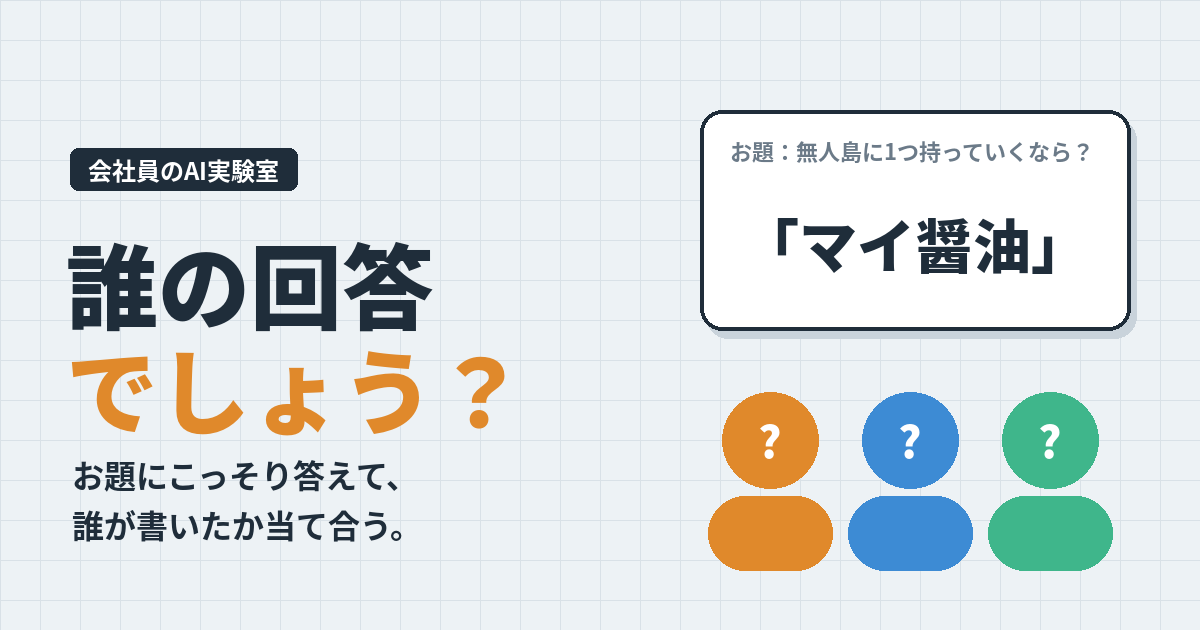 会社員のAI実験室
誰の回答
でしょう？
お題にこっそり答えて、
誰が書いたか当て合う。
お題：無人島に1つ持っていくなら？
「マイ醤油」
? ? ?